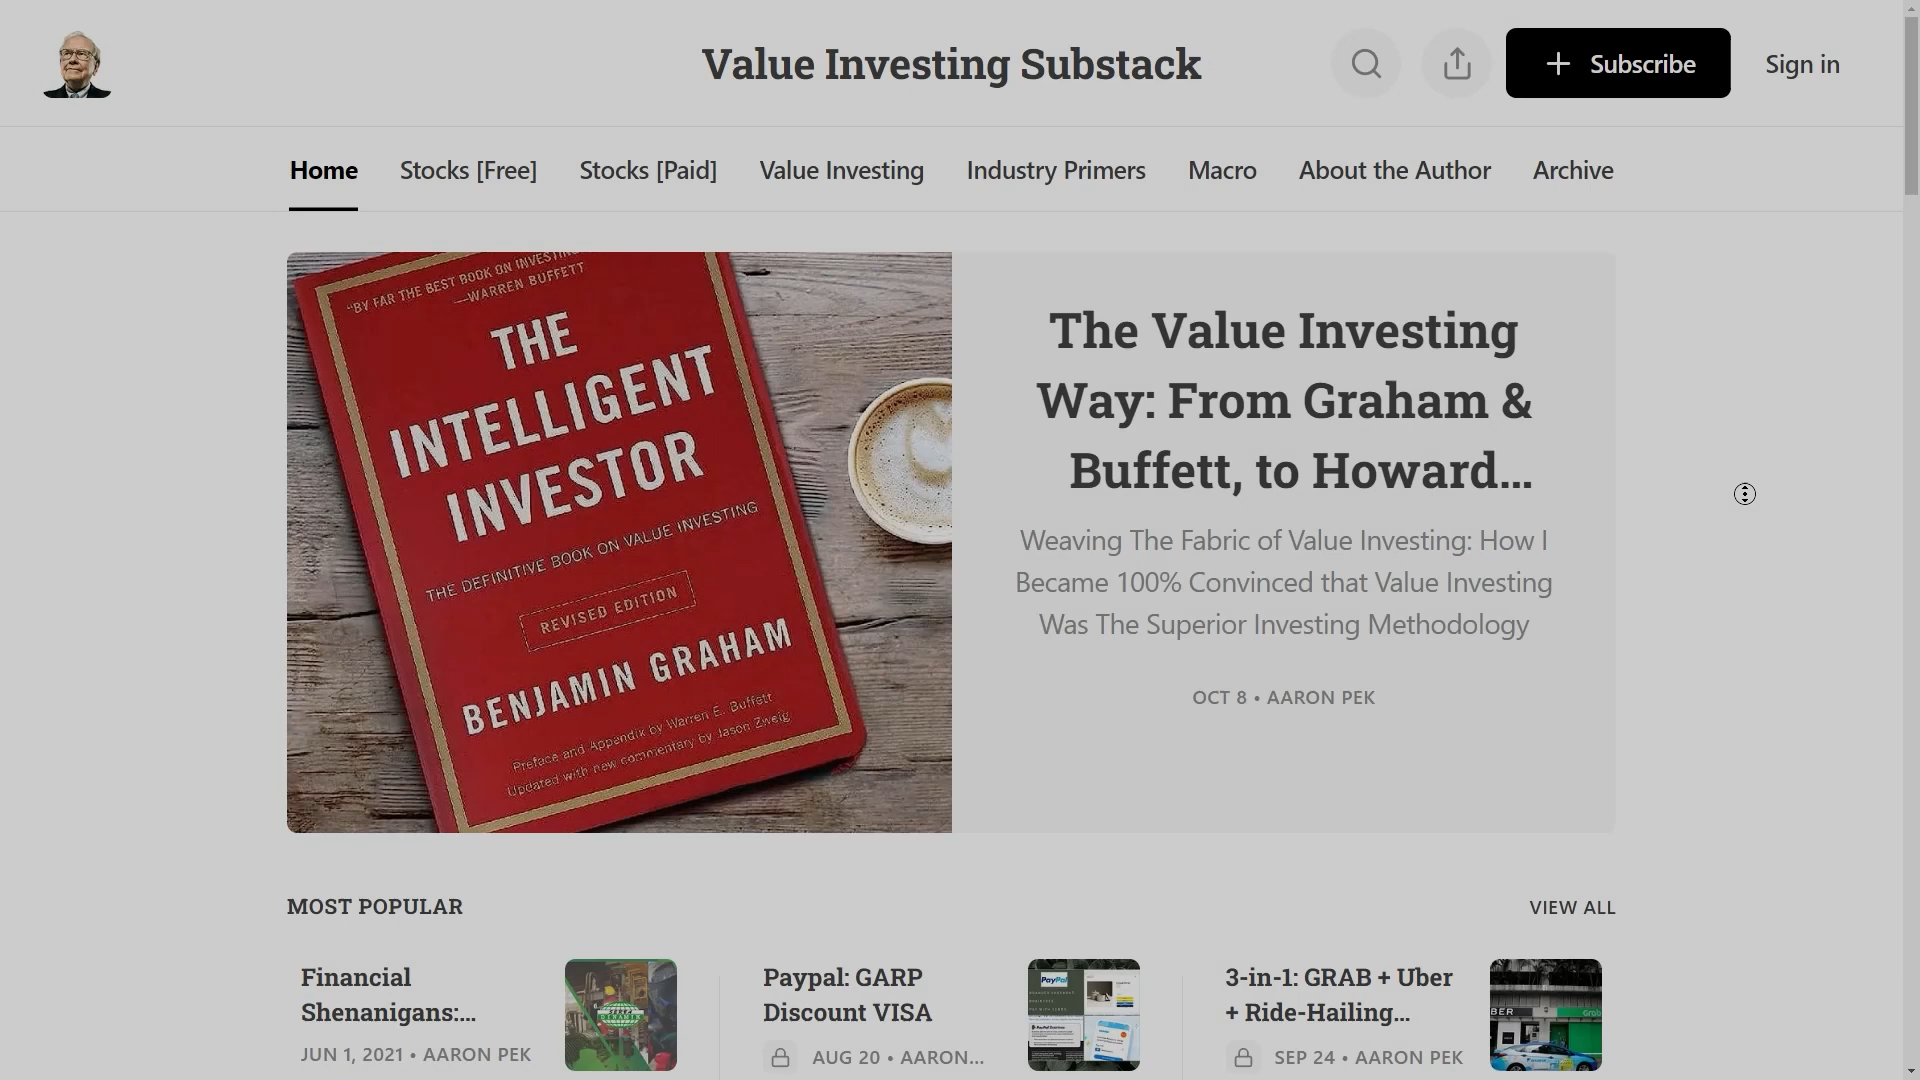 Value Investing Substack
Subscribe
Sign in
Home
Stocks [Free]
Stocks [Paid]
Value Investing
Industry Primers
Macro
About the Author
Archive
“BY FAR THE BEST BOOK ON INVESTING
—WARREN BUFFETT
THE
INTELLIGENT
INVESTOR
THE DEFINITIVE BOOK ON VALUE INVESTING
REVISED EDITION
BENJAMIN GRAHAM
Preface and Appendix by Warren E. Buffett
Updated with new commentary by Jason Zweig
The Value Investing
Way: From Graham &
Buffett, to Howard...
Weaving The Fabric of Value Investing: How I
Became 100% Convinced that Value Investing
Was The Superior Investing Methodology
OCT 8 • AARON PEK
MOST POPULAR
VIEW ALL
Financial
Shenanigans:...
JUN 1, 2021 • AARON PEK
Paypal: GARP
Discount VISA
AUG 20 • AARON...
PayPal
3-in-1: GRAB + Uber
+ Ride-Hailing...
SEP 24 • AARON PEK
BER
Grab